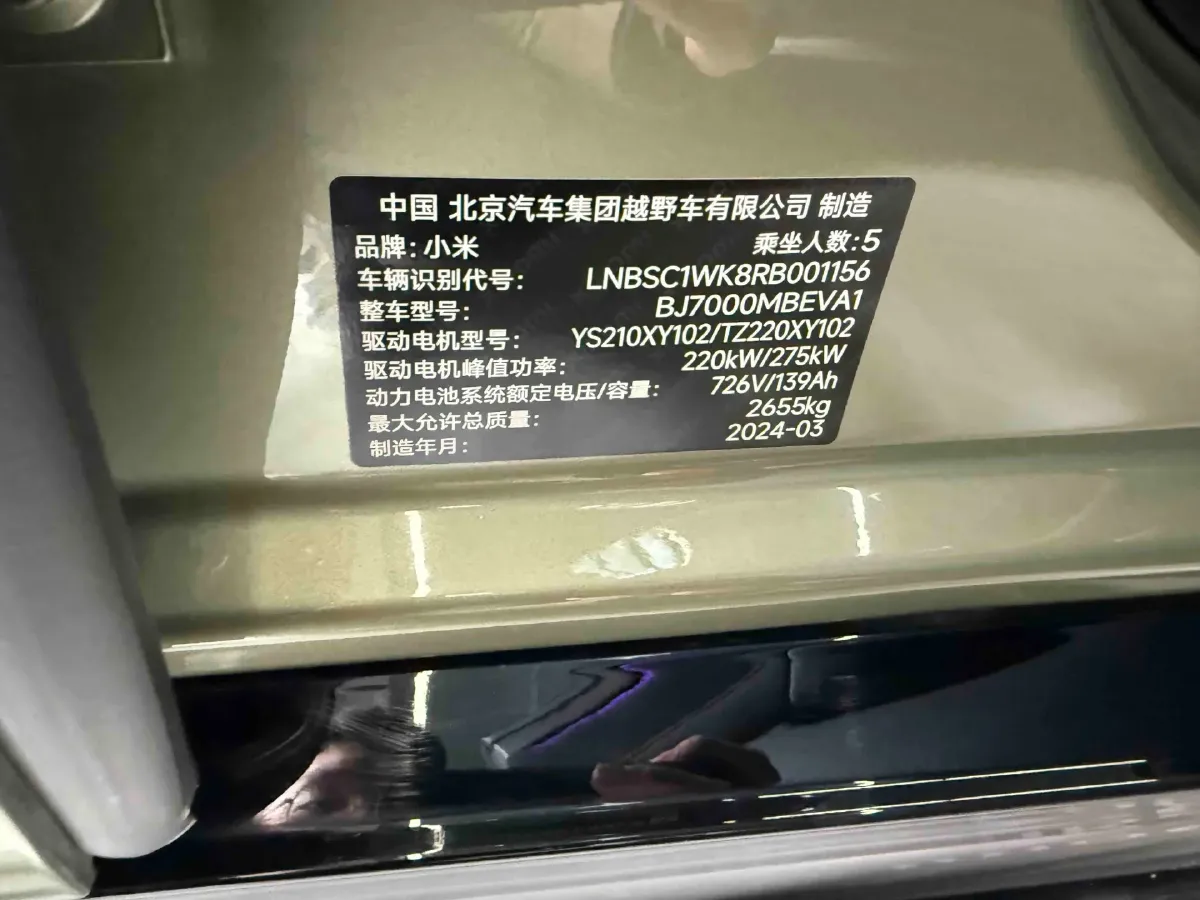 中国 北京汽车集团越野车有限公司 制造
品牌: 小米 乘坐人数: 5
车辆识别代号: LNBSC1WK8RB001156
整车型号: BJ7000MBEVA1
驱动电机型号: YS210XY102/TZ220XY102
驱动电机峰值功率: 220kW/275kW
动力电池系统额定电压/容量: 726V/139Ah
最大允许总质量: 2655kg
制造年月: 2024-03